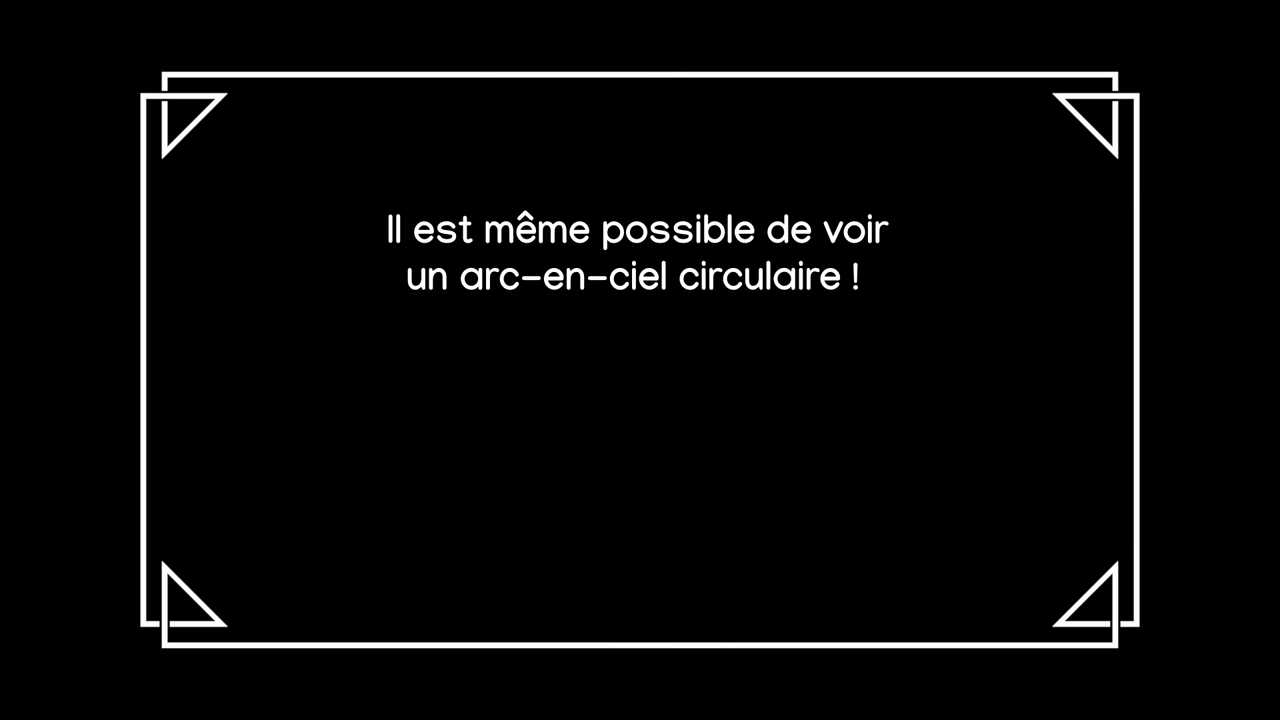 Il est même possible de voir
un arc-en-ciel circulaire !